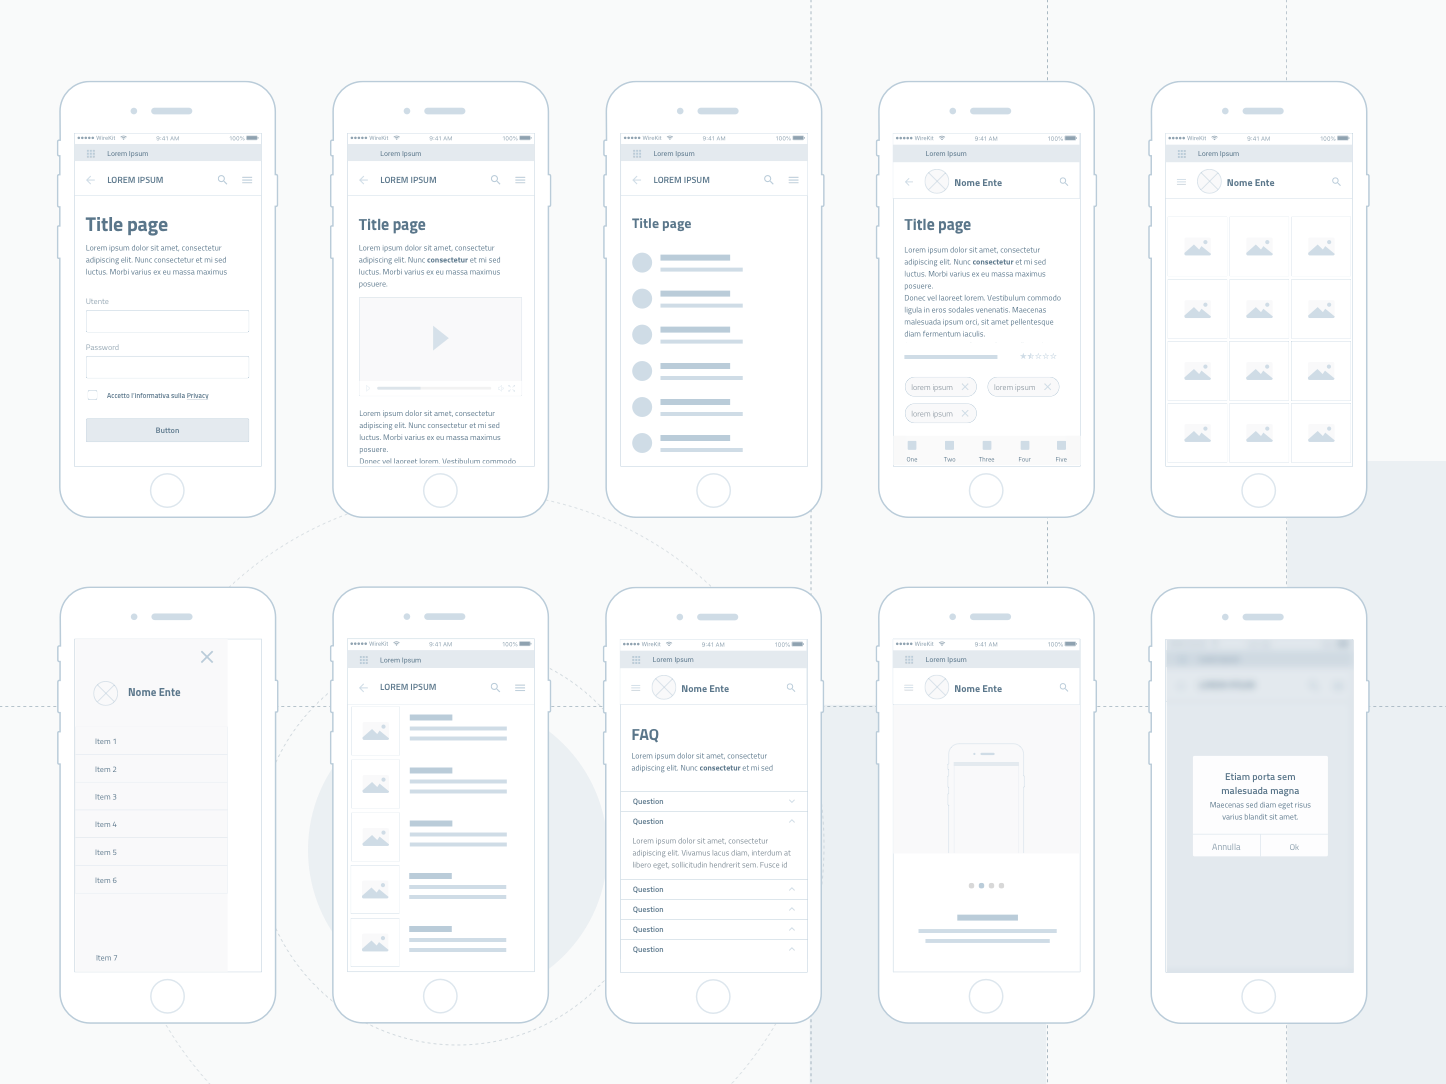 WireKit 9:41 AM 100%
Lorem Ipsum
LOREM IPSUM
Title page
Lorem ipsum dolor sit amet, consectetur
adipiscing elit. Nunc consectetur et mi sed
luctus. Morbi varius ex eu massa maximus
Utente
Password
Accetto l'informativa sulla Privacy
Button
WireKit 9:41 AM 100%
Lorem Ipsum
LOREM IPSUM
Title page
Lorem ipsum dolor sit amet, consectetur
adipiscing elit. Nunc consectetur et mi sed
luctus. Morbi varius ex eu massa maximus
posuere.
Lorem ipsum dolor sit amet, consectetur
adipiscing elit. Nunc consectetur et mi sed
luctus. Morbi varius ex eu massa maximus
posuere.
Donec vel laoreet lorem. Vestibulum commodo
WireKit 9:41 AM 100%
Lorem Ipsum
LOREM IPSUM
Title page
WireKit 9:41 AM 100%
Lorem Ipsum
Nome Ente
Title page
Lorem ipsum dolor sit amet, consectetur
adipiscing elit. Nunc consectetur et mi sed
luctus. Morbi varius ex eu massa maximus
posuere.
Donec vel laoreet lorem. Vestibulum commodo
ligula in eros sodales venenatis. Maecenas
malesuada ipsum orci, sit amet pellentesque
diam fermentum iaculis.
lorem ipsum lorem ipsum
lorem ipsum
One Two Three Four Five
WireKit 9:41 AM 100%
Lorem Ipsum
Nome Ente
Nome Ente
Item 1
Item 2
Item 3
Item 4
Item 5
Item 6
Item 7
WireKit 9:41 AM 100%
Lorem Ipsum
LOREM IPSUM
WireKit 9:41 AM 100%
Lorem Ipsum
Nome Ente
FAQ
Lorem ipsum dolor sit amet, consectetur
adipiscing elit. Nunc consectetur et mi sed
Question
Question
Lorem ipsum dolor sit amet, consectetur
adipiscing elit. Vivamus lacus diam, interdum at
libero eget, sollicitudin hendrerit sem. Fusce id
Question
Question
Question
Question
WireKit 9:41 AM 100%
Lorem Ipsum
Nome Ente
Etiam porta sem
malesuada magna
Maecenas sed diam eget risus
varius blandit sit amet.
Annulla Ok